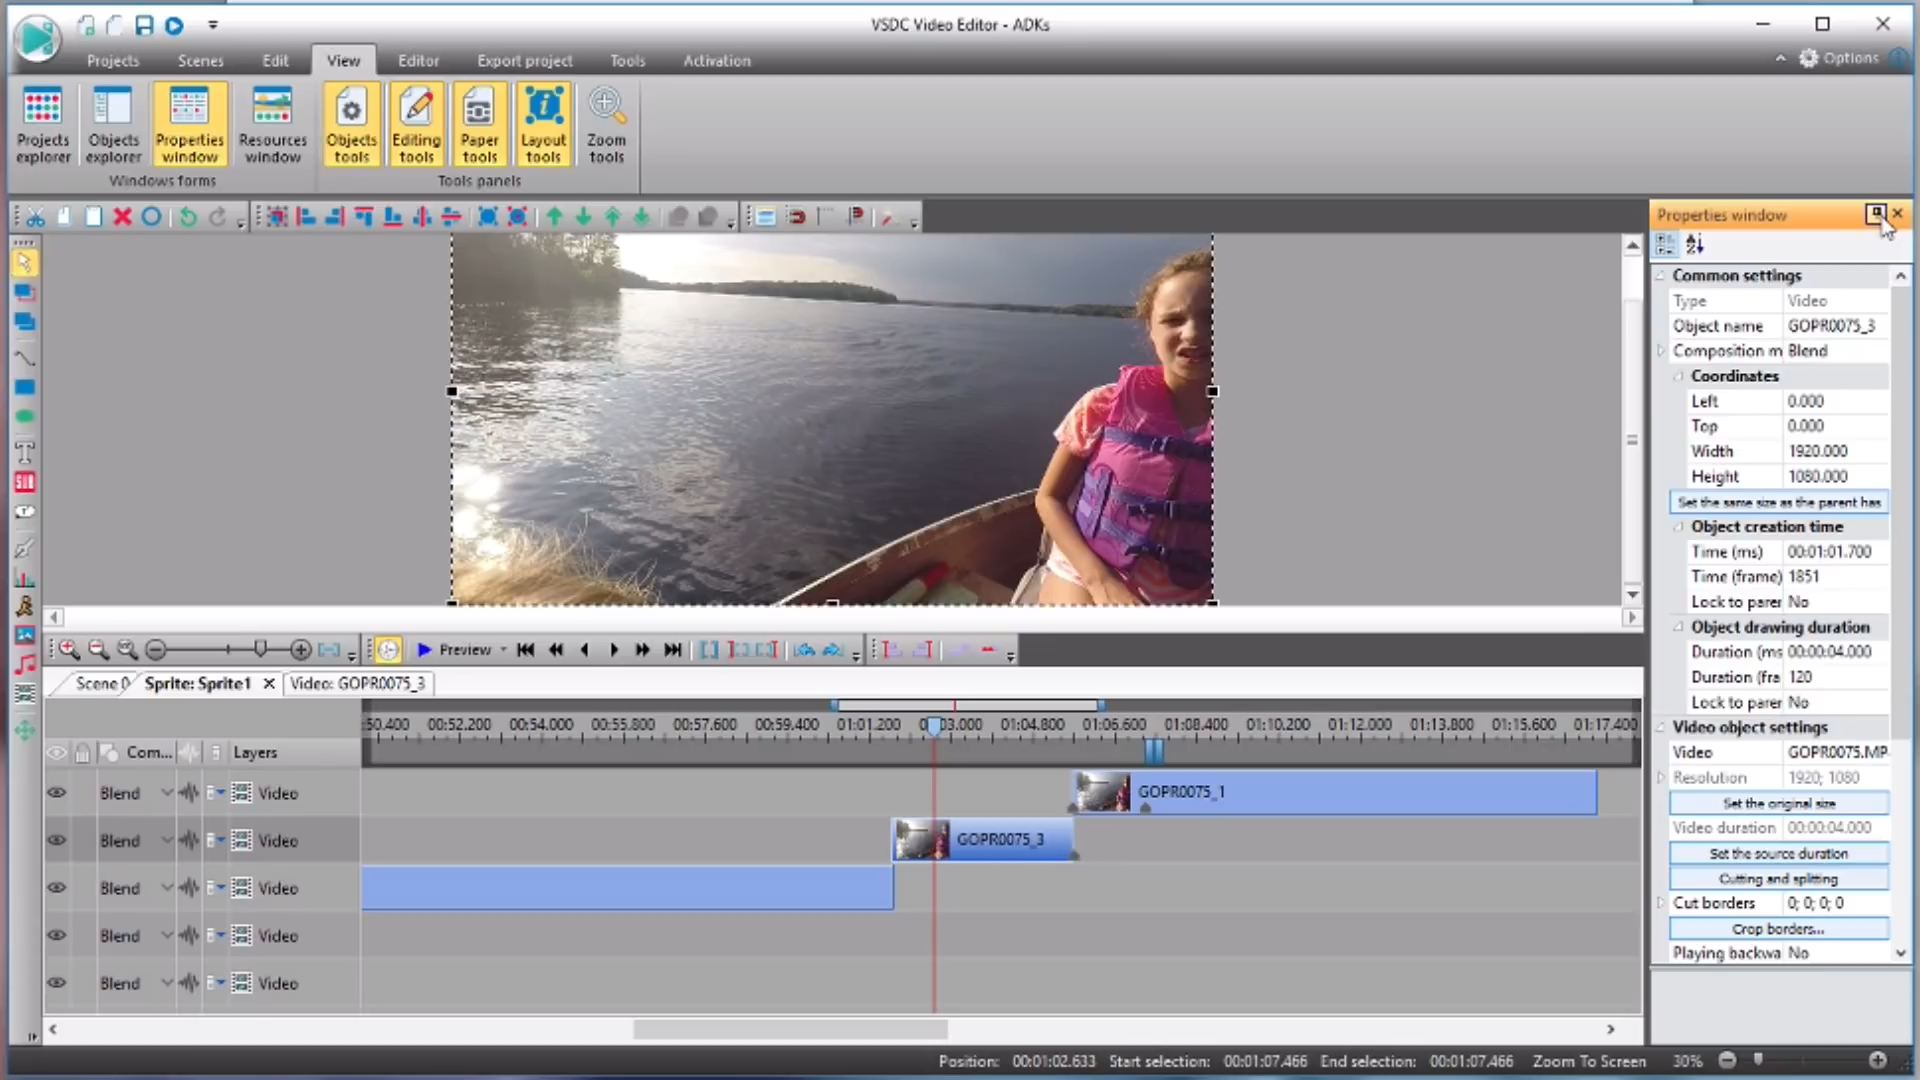 VSDC Video Editor - ADKs
Projects
Scenes
Edit
View
Editor
Export project
Tools
Activation
Options
Projects explorer
Objects explorer
Properties window
Resources window
Objects tools
Editing tools
Paper tools
Layout tools
Zoom tools
Windows forms
Tools panels
Properties window
Common settings
Type Video
Object name GOPR0075_3
Composition m Blend
Coordinates
Left 0.000
Top 0.000
Width 1920.000
Height 1080.000
Set the same size as the parent has
Object creation time
Time (ms) 00:01:01.700
Time (frame) 1851
Lock to parer No
Object drawing duration
Duration (ms 00:00:04.000
Duration (fra 120
Lock to parer No
Video object settings
Video GOPR0075.MP
Resolution 1920; 1080
Set the original size
Video duration 00:00:04.000
Set the source duration
Cutting and splitting
Cut borders 0; 0; 0; 0
Crop borders...
Playing backwa No
Preview
Scene 0
Sprite: Sprite1
Video: GOPR0075_3
:50.400 00:52.200 00:54.000 00:55.800 00:57.600 00:59.400 01:01.200 03.000 01:04.800 01:06.600 01:08.400 01:10.200 01:12.000 01:13.800 01:15.600 01:17.400
Com... Layers
Blend Video GOPR0075_1
Blend Video GOPR0075_3
Blend Video
Blend Video
Blend Video
Position: 00:01:02.633 Start selection: 00:01:07.466 End selection: 00:01:07.466 Zoom To Screen 30%